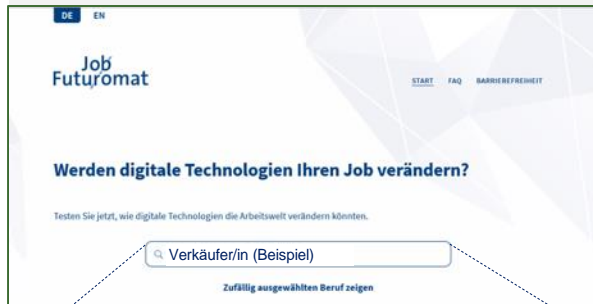 DE EN
Job
Futuromat
START FAQ BARRIEREFREIHEIT
Werden digitale Technologien Ihren Job verändern?
Testen Sie jetzt, wie digitale Technologien die Arbeitswelt verändern könnten.
Verkäufer/in (Beispiel)
Zufällig ausgewählten Beruf zeigen